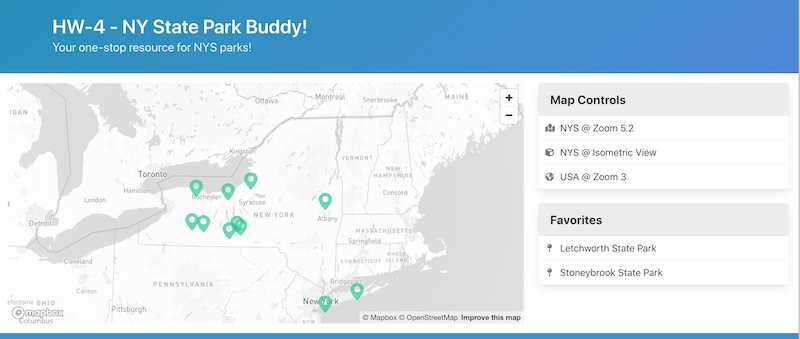 HW-4 - NY State Park Buddy!
Your one-stop resource for NYS parks!
Ottawa
Montreal
Sherbrooke
MAINE
+
−
Kingston
VERMONT
Toronto
NEW HAMPSHIRE
Hamilton
Rochester
Syracuse
Concord
London
NEW YORK
Albany
Detroit
MASSACHUSETTS
Springfield
CONNECTICUT
RHODE ISLAND
Cleveland
Bridgeport
PENNSYLVANIA
New York
OHIO
Pittsburgh
mapbox
Columbus
© Mapbox © OpenStreetMap Improve this map
Map Controls
NYS @ Zoom 5.2
NYS @ Isometric View
USA @ Zoom 3
Favorites
Letchworth State Park
Stoneybrook State Park